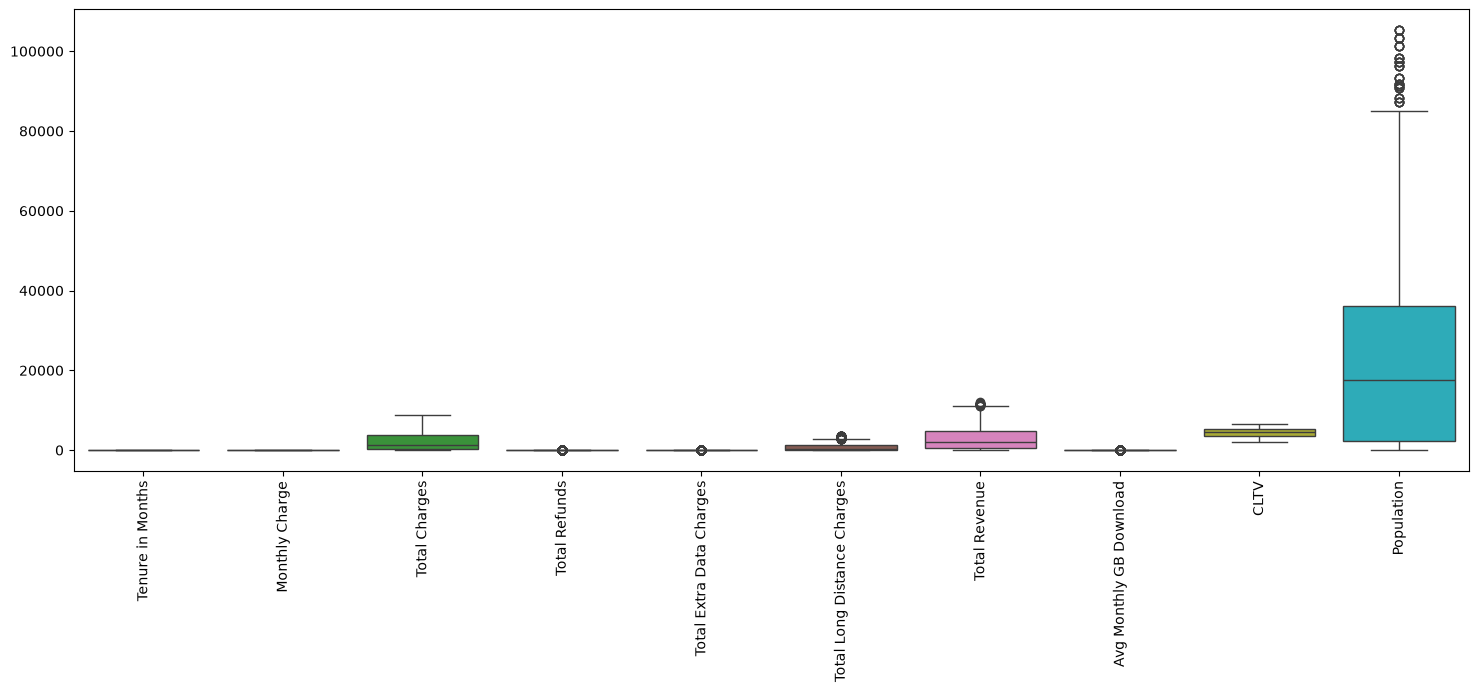 100000
80000
60000
40000
20000
0
Tenure in Months
Monthly Charge
Total Charges
Total Refunds
Total Extra Data Charges
Total Long Distance Charges
Total Revenue
Avg Monthly GB Download
CLTV
Population